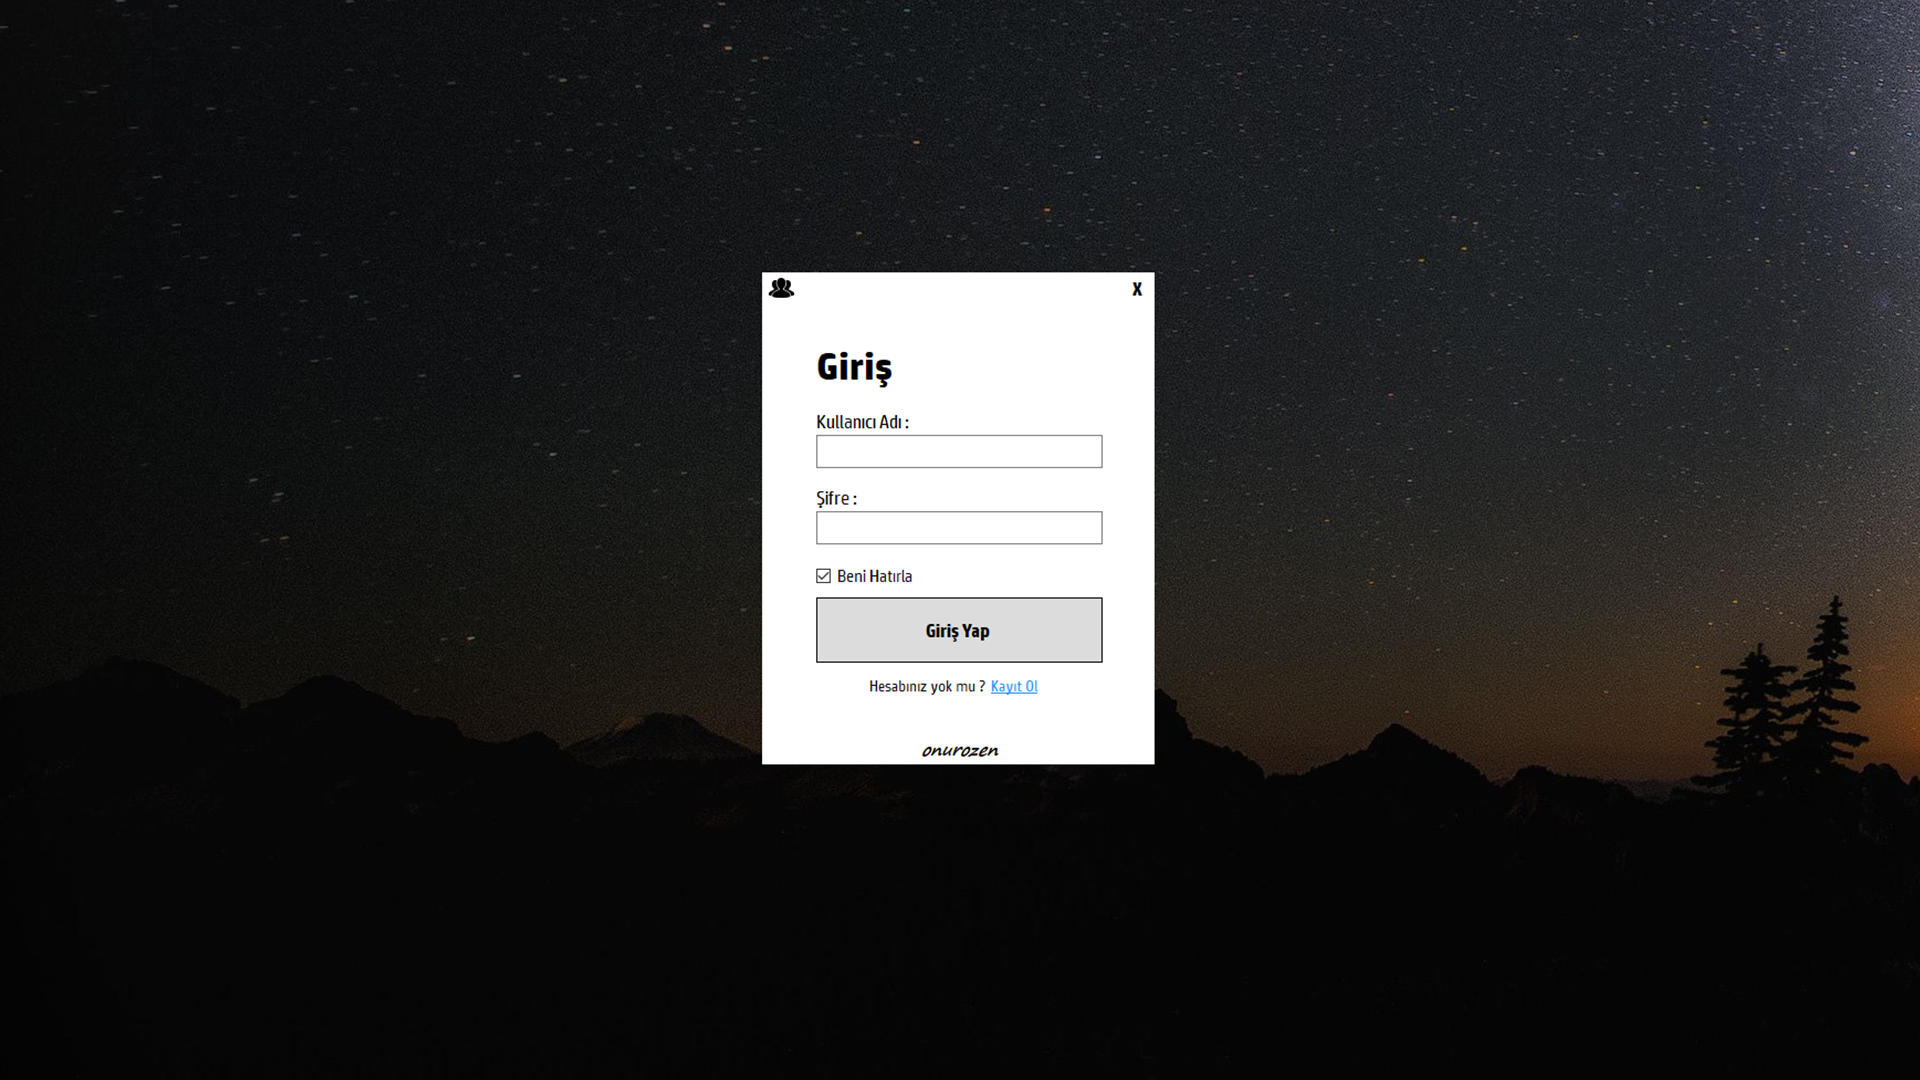 X
Giriş
Kullanıcı Adı :
Şifre :
Beni Hatırla
Giriş Yap
Hesabınız yok mu ? Kayıt Ol
onurozen